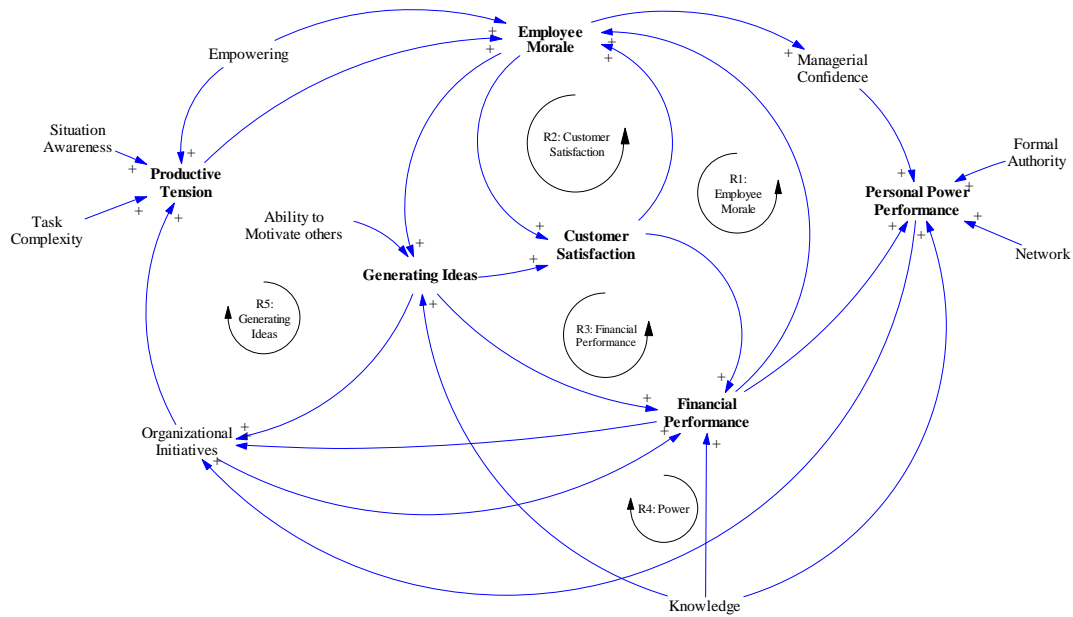 Employee
Morale
Empowering
Managerial
Confidence
Situation
Awareness
R2: Customer
Satisfaction
Formal
Authority
Productive
Tension
R1:
Employee
Morale
Personal Power
Performance
Task
Complexity
Ability to
Motivate others
Customer
Satisfaction
Network
Generating Ideas
R5:
Generating
Ideas
R3: Financial
Performance
Financial
Performance
Organizational
Initiatives
R4: Power
Knowledge